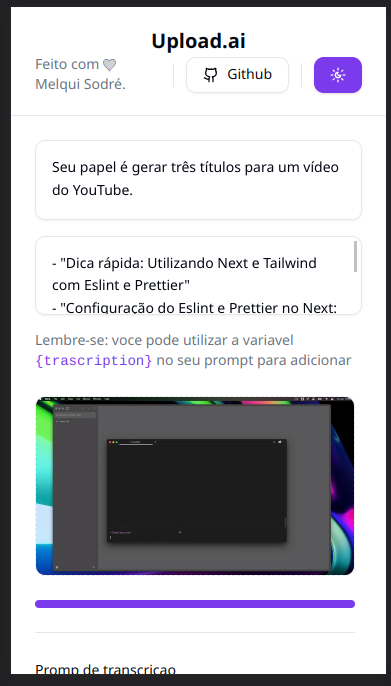 Upload.ai
Feito com 🩶
Melqui Sodré.
Github
Seu papel é gerar três títulos para um vídeo
do YouTube.
- "Dica rápida: Utilizando Next e Tailwind
com Eslint e Prettier"
- "Configuração do Eslint e Prettier no Next:
Lembre-se: voce pode utilizar a variavel
{trascription} no seu prompt para adicionar
Promp de transcriçao